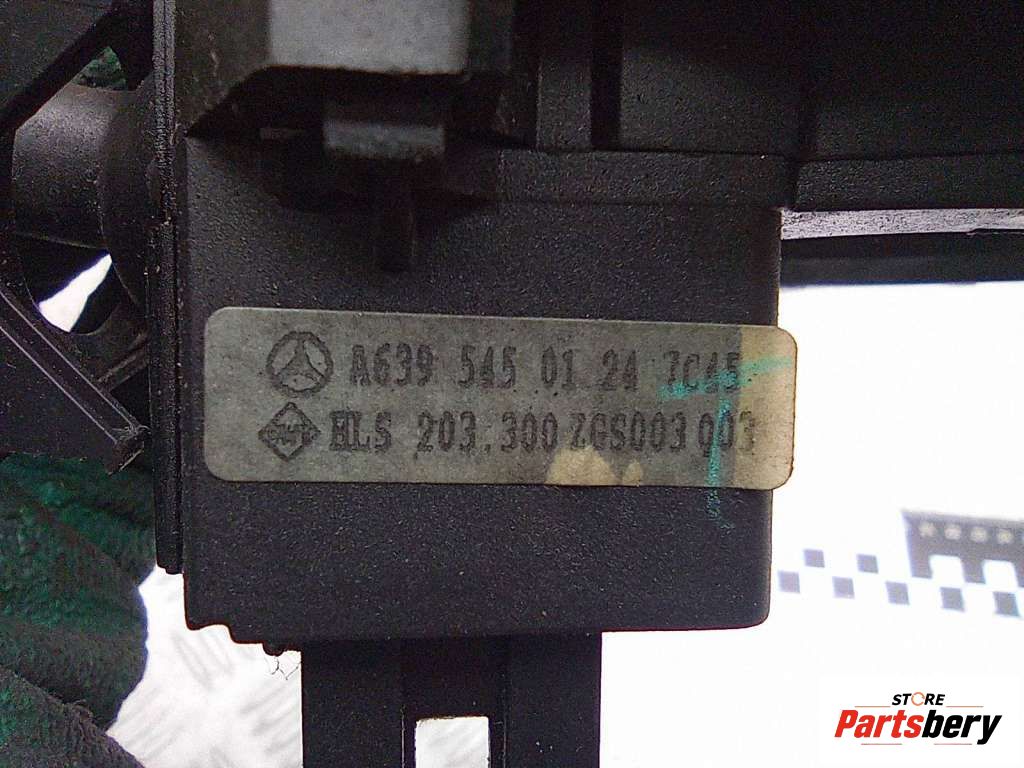 A639 545 01 24 7C45
HLS 203.300 ZGS003 003
STORE
Partsbery